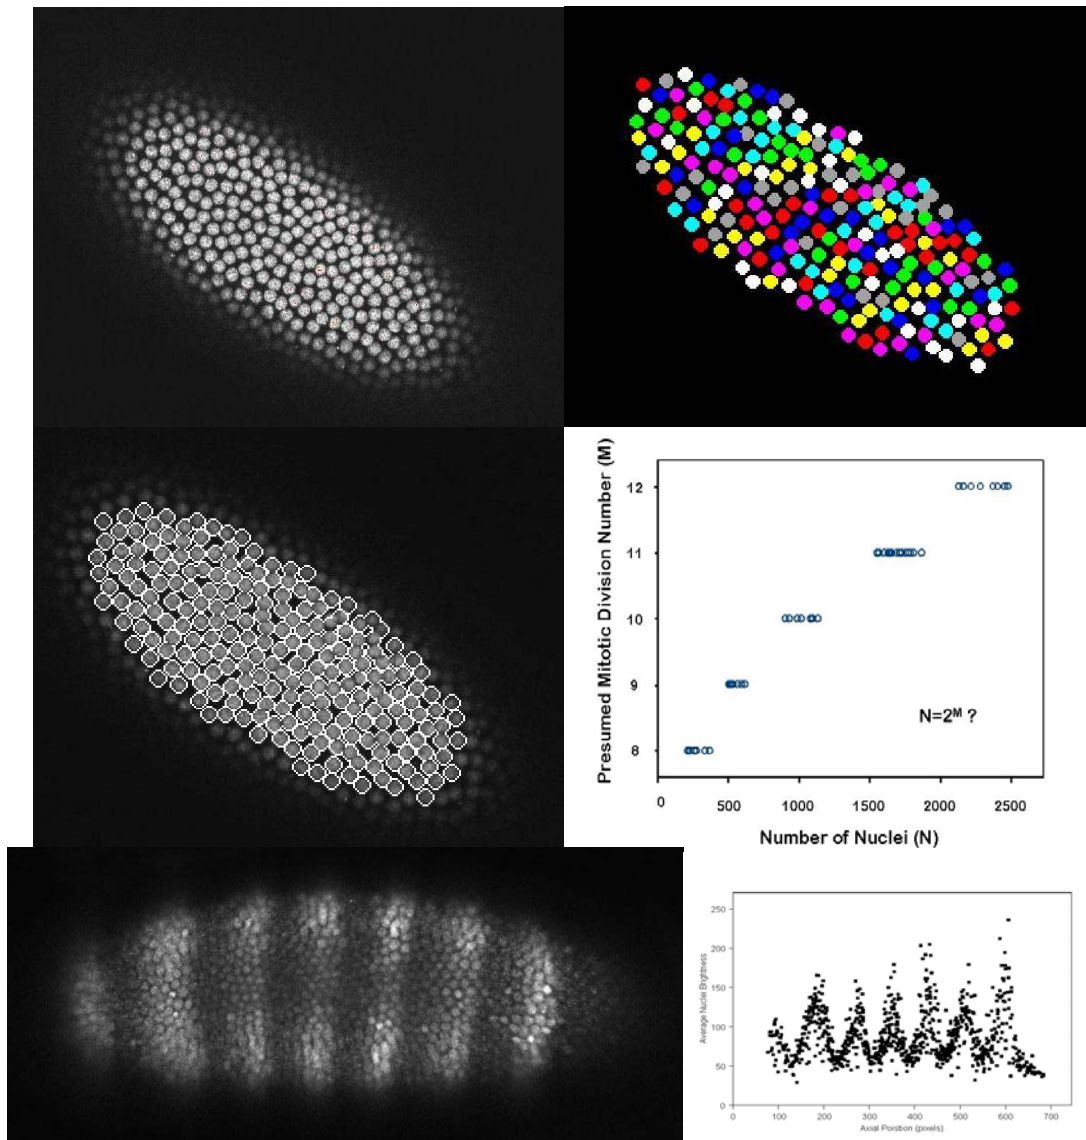 Presumed Mitotic Division Number (M)
12
11
10
9
8
N=2ᴹ ?
0 500 1000 1500 2000 2500
Number of Nuclei (N)
Average Nuclei Brightness
250
200
150
100
50
0
0 100 200 300 400 500 600 700
Axial Poistion (pixels)